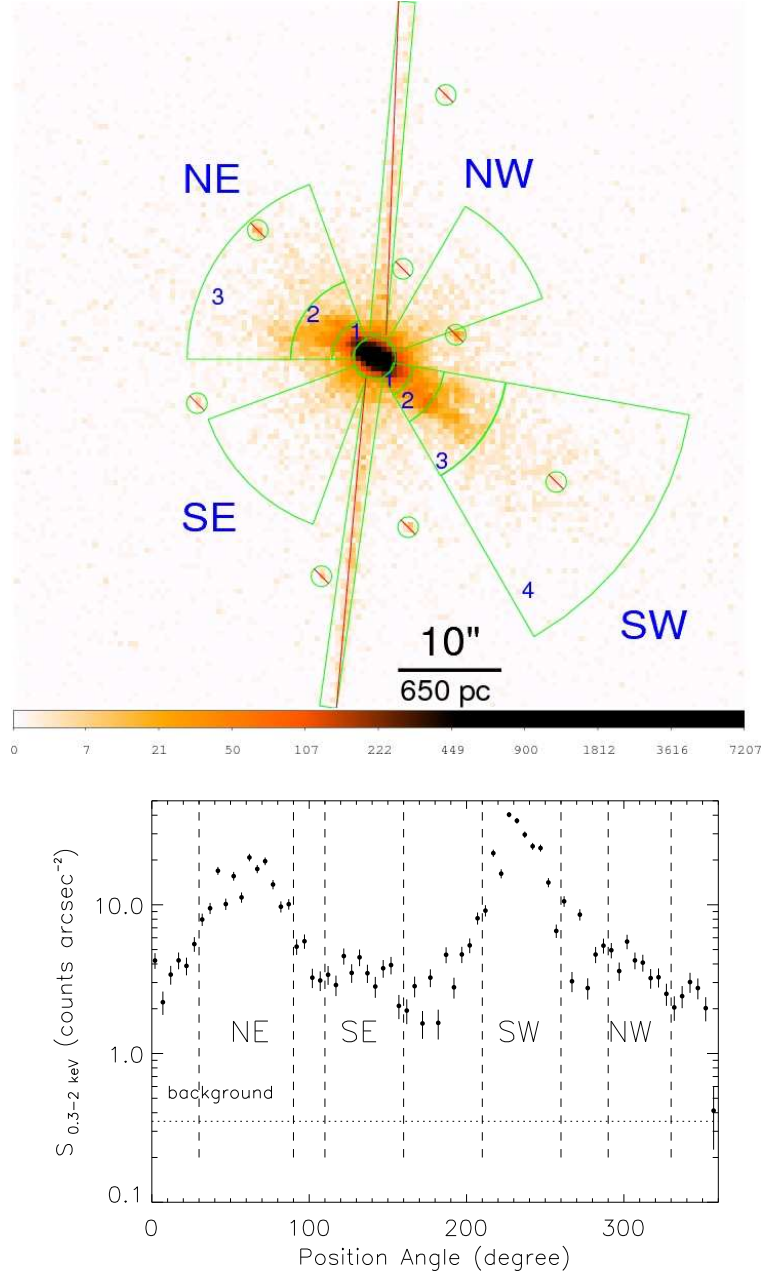 NE
NW
3
2
1
1
2
3
SE
4
SW
10"
650 pc
0 7 21 50 107 222 449 900 1812 3616 7207
S 0.3−2 keV (counts arcsec−2)
10.0
1.0
0.1
NE SE SW NW
background
0 100 200 300
Position Angle (degree)